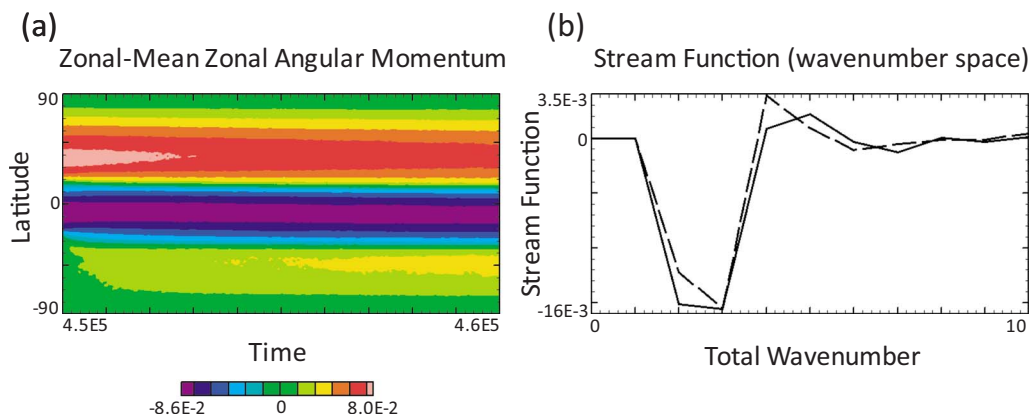 (a)
Zonal-Mean Zonal Angular Momentum
90
0
-90
Latitude
4.5E5
4.6E5
Time
-8.6E-2
0
8.0E-2
(b)
Stream Function (wavenumber space)
3.5E-3
0
-16E-3
Stream Function
0
10
Total Wavenumber